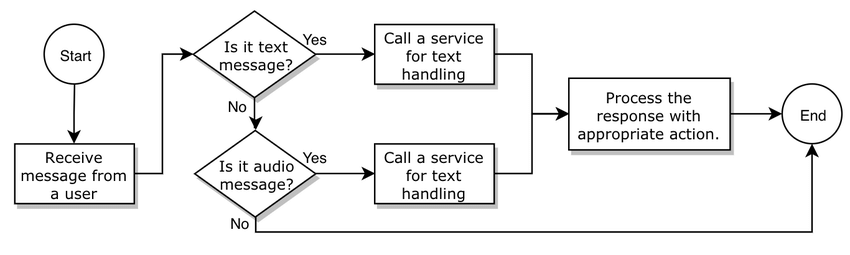 Start
Receive
message from
a user
Is it text
message?
Yes
No
Call a service
for text
handling
Is it audio
message?
Yes
No
Call a service
for text
handling
Process the
response with
appropriate action.
End